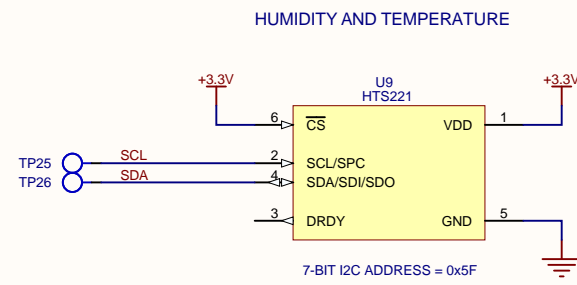 HUMIDITY AND TEMPERATURE
+3.3V
U9
HTS221
+3.3V
6 CS VDD 1
TP25 SCL 2 SCL/SPC
TP26 SDA 4 SDA/SDI/SDO
3 DRDY GND 5
7-BIT I2C ADDRESS = 0x5F